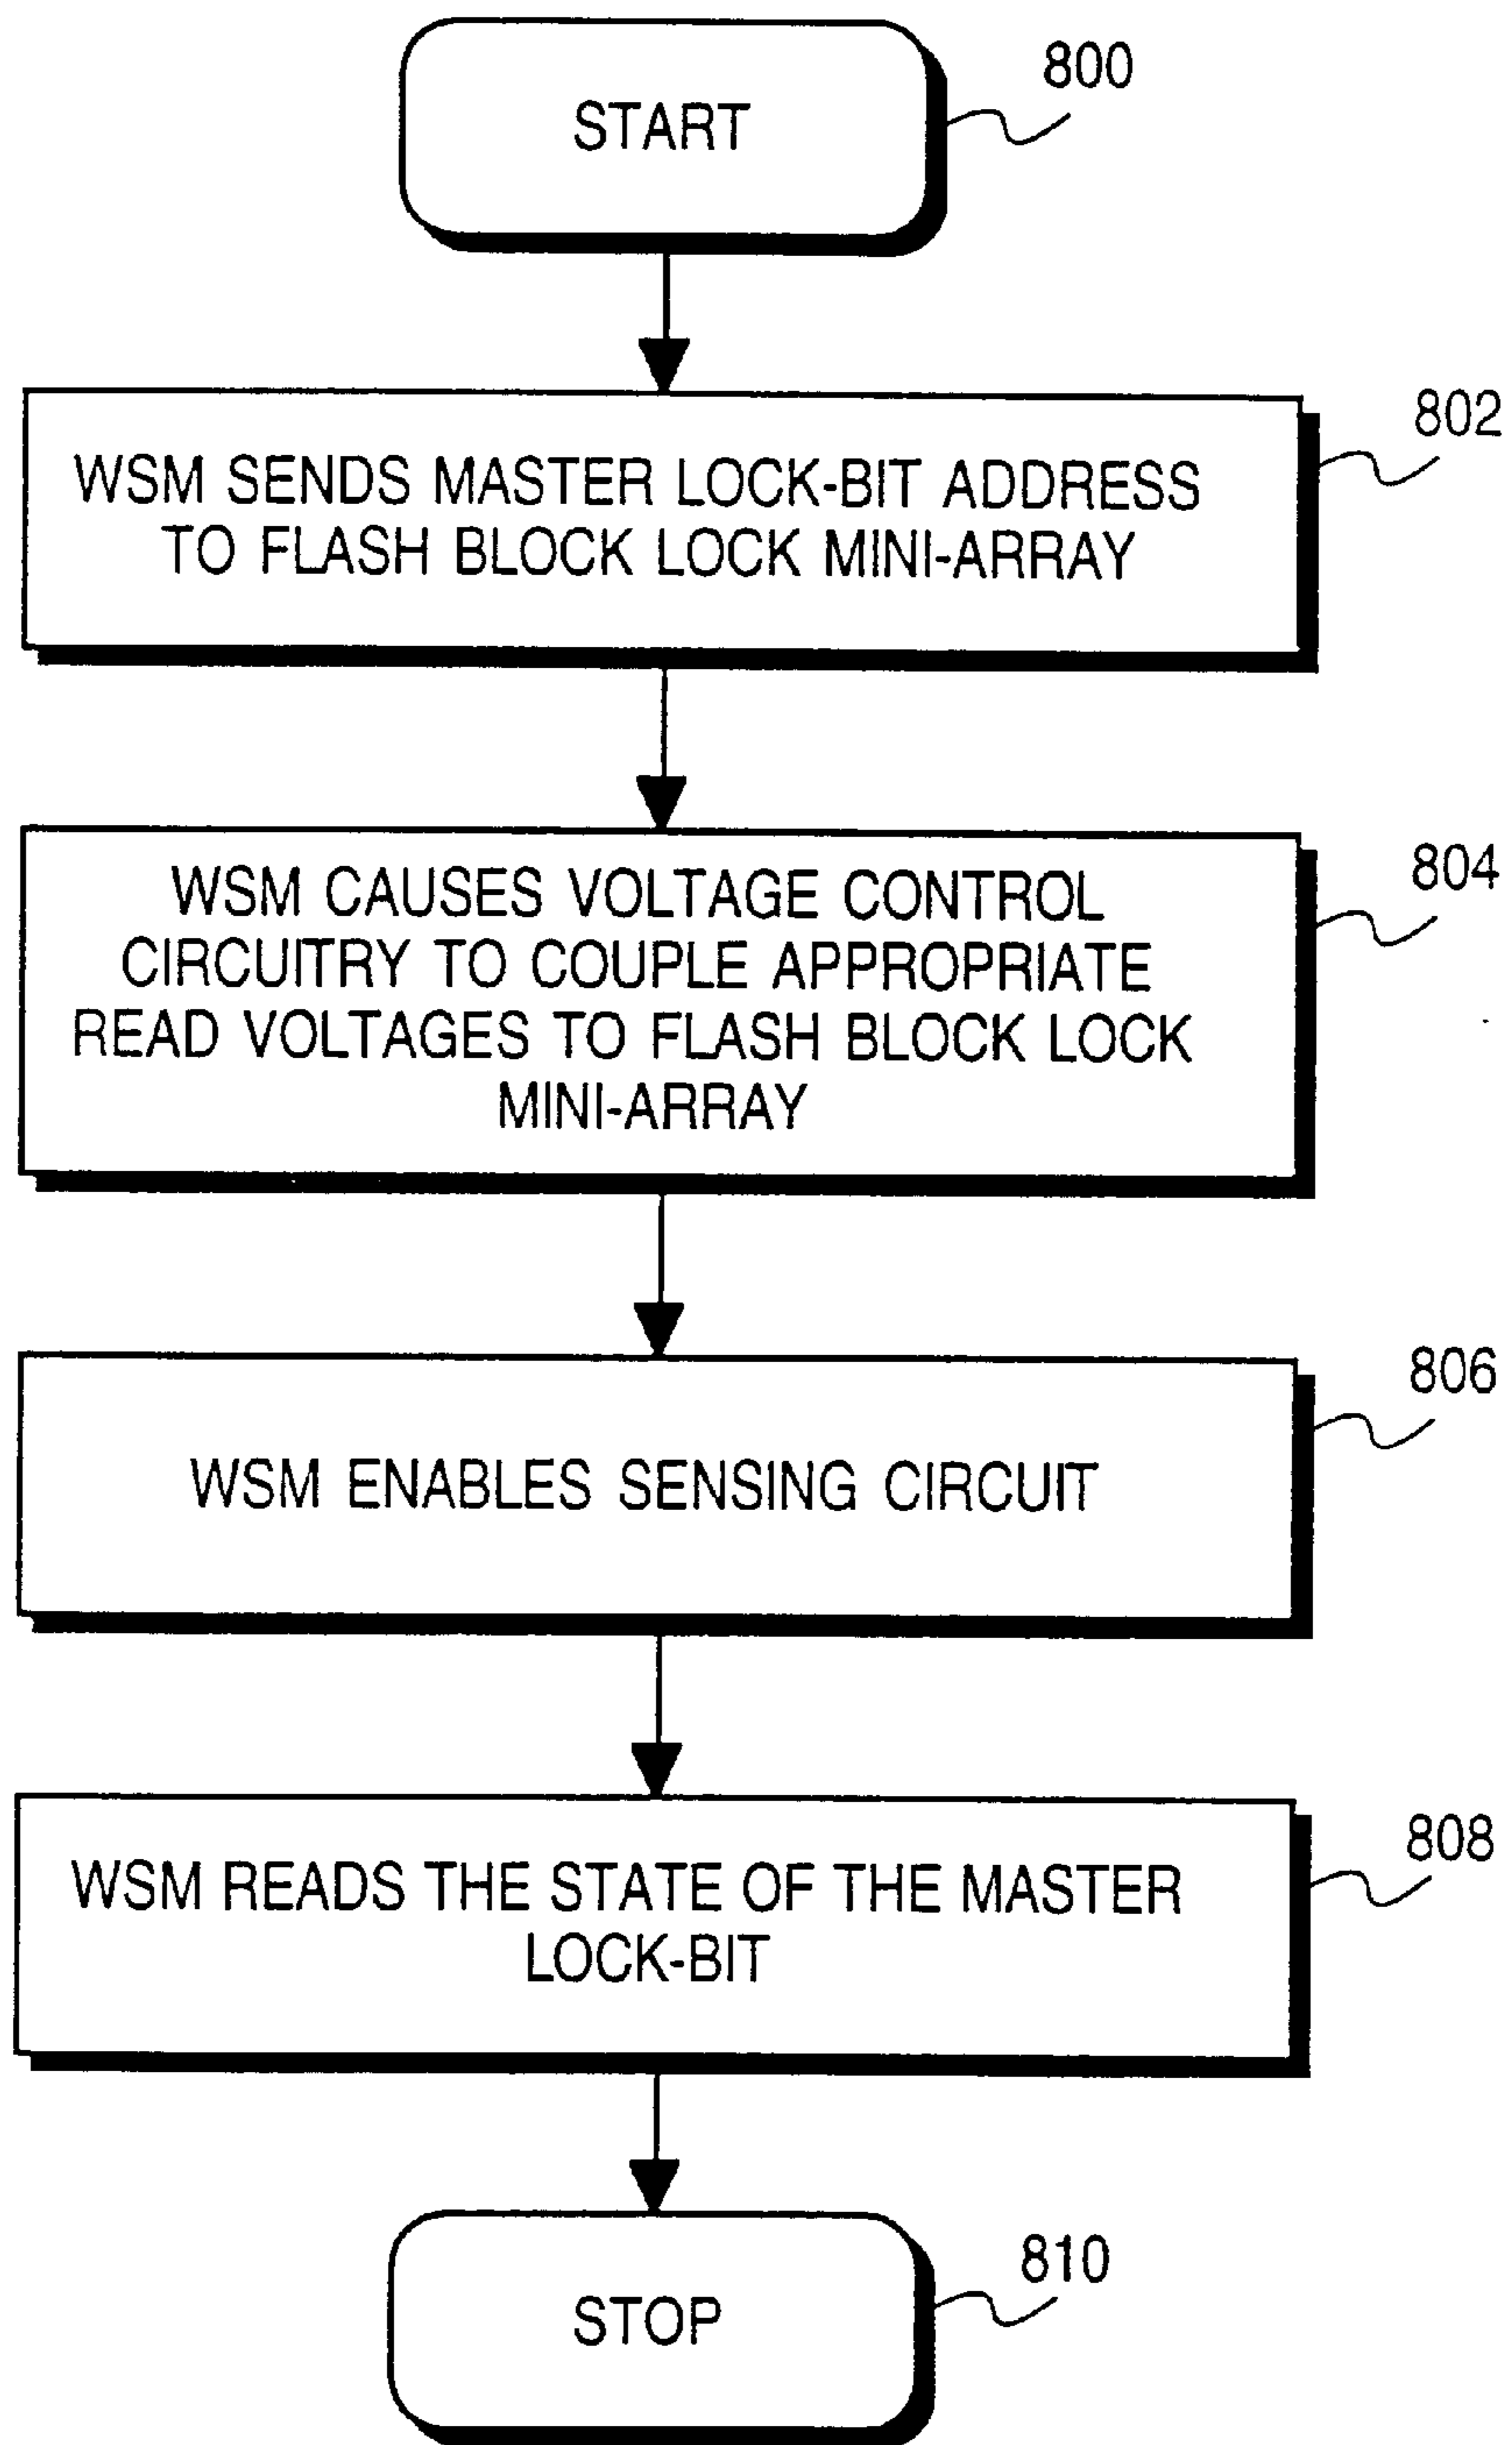 START
800
WSM SENDS MASTER LOCK-BIT ADDRESS
TO FLASH BLOCK LOCK MINI-ARRAY
802
WSM CAUSES VOLTAGE CONTROL
CIRCUITRY TO COUPLE APPROPRIATE
READ VOLTAGES TO FLASH BLOCK LOCK
MINI-ARRAY
804
WSM ENABLES SENSING CIRCUIT
806
WSM READS THE STATE OF THE MASTER
LOCK-BIT
808
STOP
810